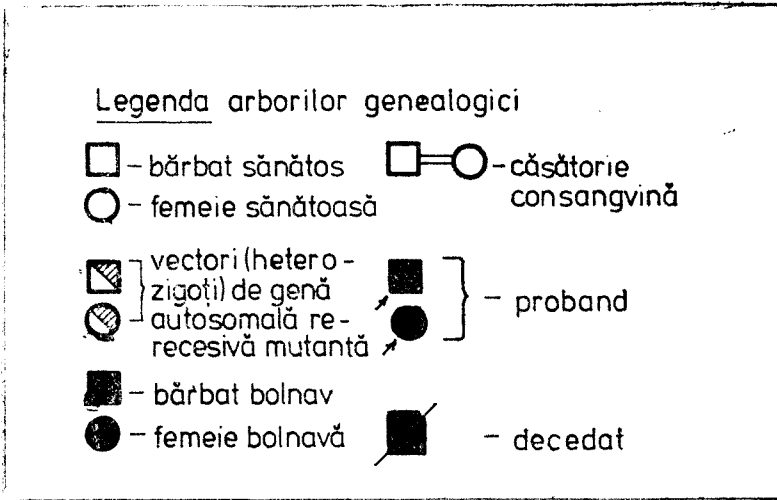 Legenda arborilor genealogici
– bărbat sănătos
– femeie sănătoasă
– căsătorie
consangvină
vectori (hetero –
zigoți) de genă
autosomală re –
recesivă mutantă
– proband
– bărbat bolnav
– femeie bolnavă
– decedat